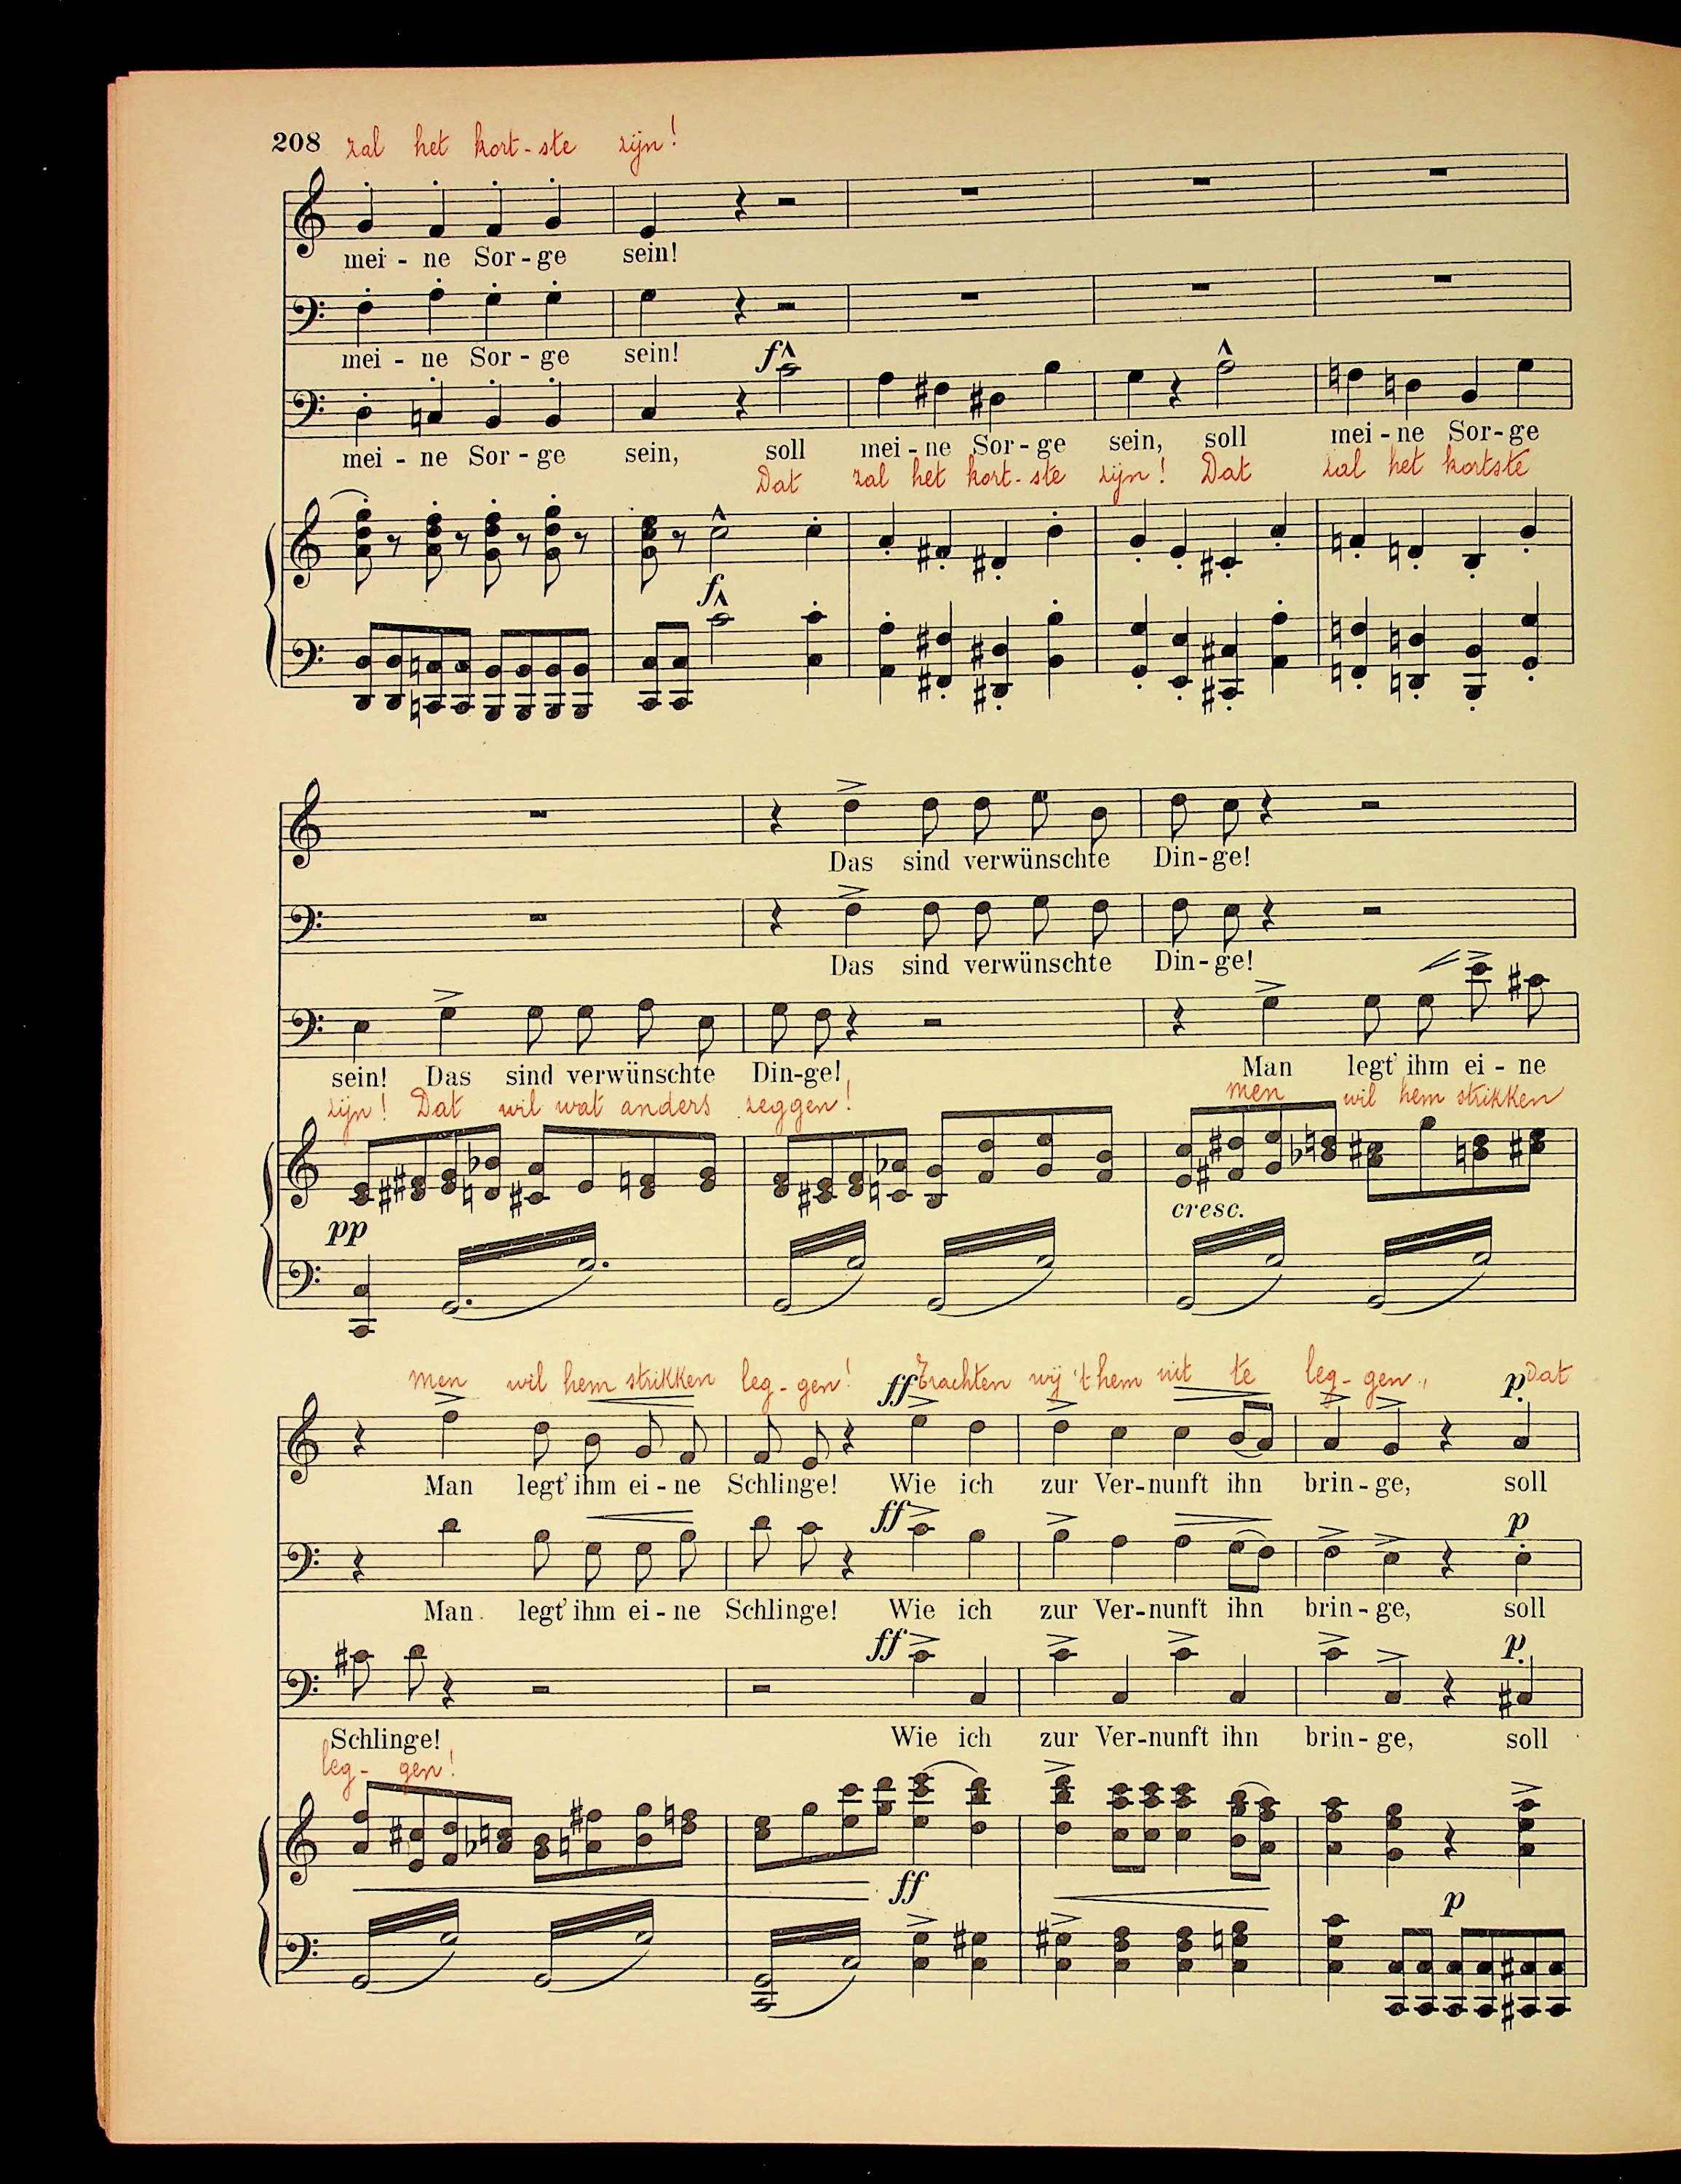 208 zal het kort-ste zijn!
mei - ne Sor - ge sein!
mei - ne Sor - ge sein!
f
mei - ne Sor - ge sein, soll mei - ne Sor - ge sein, soll mei - ne Sor - ge
Dat zal het kort-ste zijn! Dat zal het kortste
f
Das sind verwünschte Din-ge!
Das sind verwünschte Din-ge!
sein! Das sind verwünschte Din-ge! Man legt' ihm ei - ne
zijn! Dat wil wat anders zeggen! men wil hem strikken
pp cresc.
men wil hem strikken leg-gen! Trachten wij 't hem uit te leg-gen, Dat
ff p
Man legt' ihm ei - ne Schlinge! Wie ich zur Ver-nunft ihn brin - ge, soll
ff p
Man legt' ihm ei - ne Schlinge! Wie ich zur Ver-nunft ihn brin - ge, soll
ff p
Schlinge! Wie ich zur Ver-nunft ihn brin - ge, soll
leg- gen!
ff p